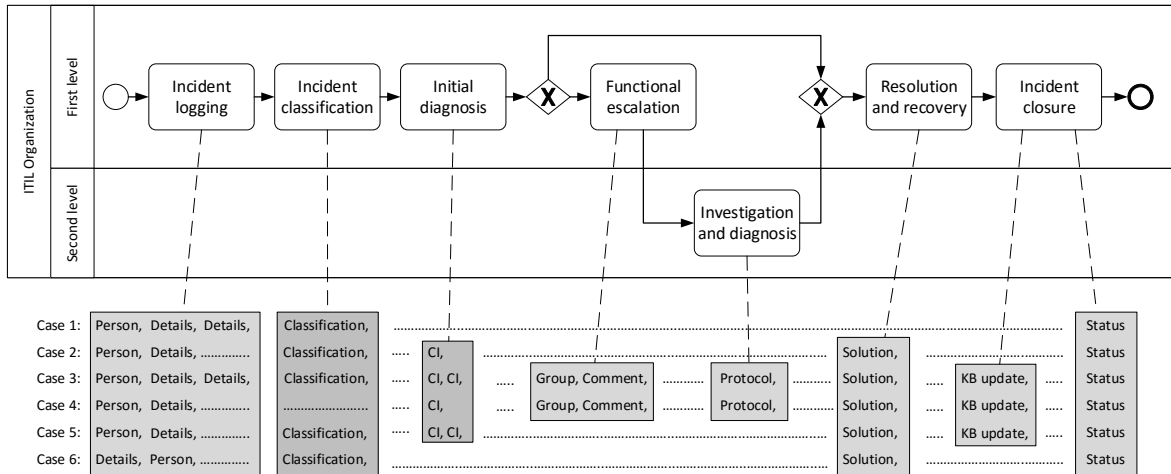 ITIL Organization
First level
Incident
logging
Incident
classification
Initial
diagnosis
X
Functional
escalation
X
Resolution
and recovery
Incident
closure
Second level
Investigation
and diagnosis
Case 1: Person, Details, Details, Classification, ........ Status
Case 2: Person, Details, ............. Classification, ..... CI, ........ Solution, ..... Status
Case 3: Person, Details, Details, Classification, ..... CI, CI, ..... Group, Comment, ........... Protocol, ........... Solution, ..... KB update, ..... Status
Case 4: Person, Details, ............. ........................ ..... CI, ..... Group, Comment, ........... Protocol, ........... Solution, ..... KB update, ..... Status
Case 5: Person, Details, ............. Classification, ..... CI, CI, ........ Solution, ..... KB update, ..... Status
Case 6: Details, Person, ............. Classification, ........ Solution, ........ Status